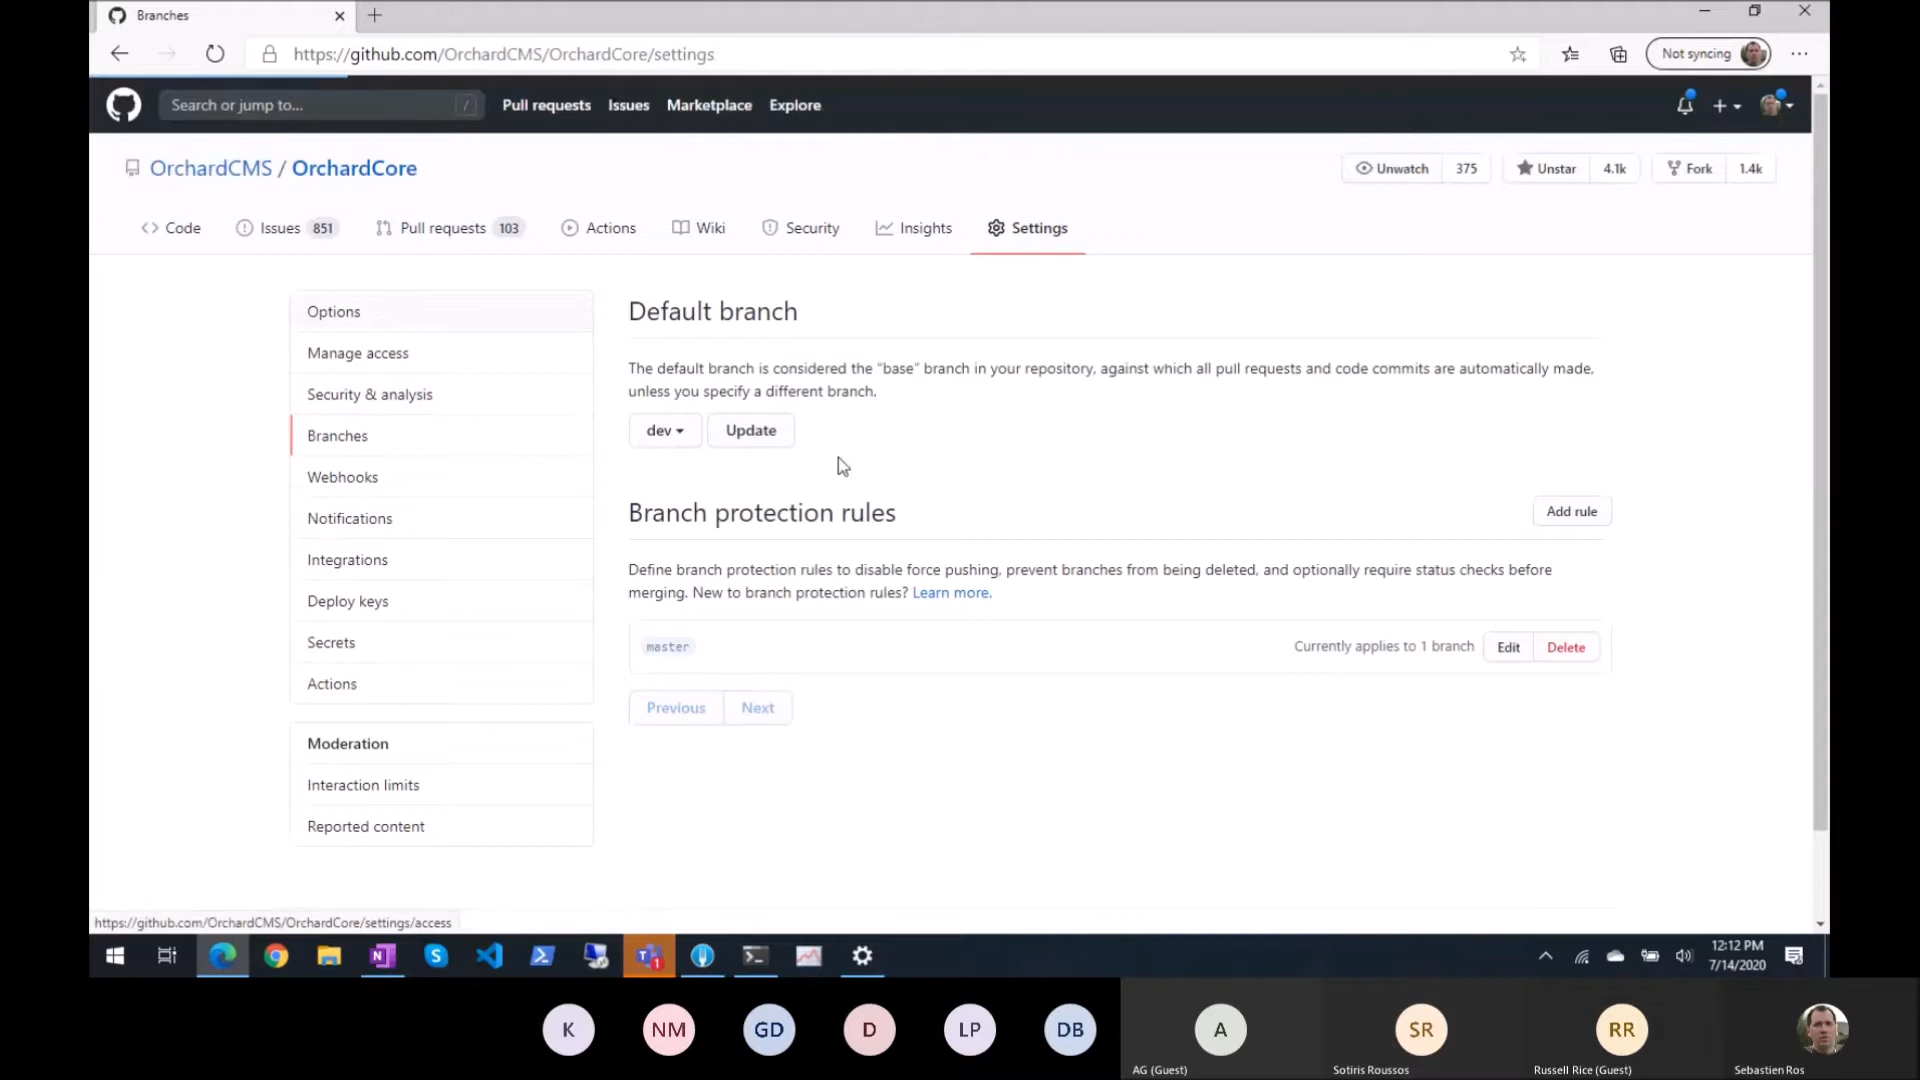 Branches
https://github.com/OrchardCMS/OrchardCore/settings
Not syncing
Search or jump to...
/
Pull requests
Issues
Marketplace
Explore
OrchardCMS / OrchardCore
Unwatch 375
Unstar 4.1k
Fork 1.4k
Code
Issues 851
Pull requests 103
Actions
Wiki
Security
Insights
Settings
Options
Manage access
Security & analysis
Branches
Webhooks
Notifications
Integrations
Deploy keys
Secrets
Actions
Moderation
Interaction limits
Reported content
Default branch
The default branch is considered the "base" branch in your repository, against which all pull requests and code commits are automatically made,
unless you specify a different branch.
dev
Update
Branch protection rules
Add rule
Define branch protection rules to disable force pushing, prevent branches from being deleted, and optionally require status checks before
merging. New to branch protection rules? Learn more.
master
Currently applies to 1 branch
Edit
Delete
Previous
Next
https://github.com/OrchardCMS/OrchardCore/settings/access
12:12 PM
7/14/2020
K
NM
GD
D
LP
DB
A
AG (Guest)
SR
Sotiris Roussos
RR
Russell Rice (Guest)
Sebastien Ros